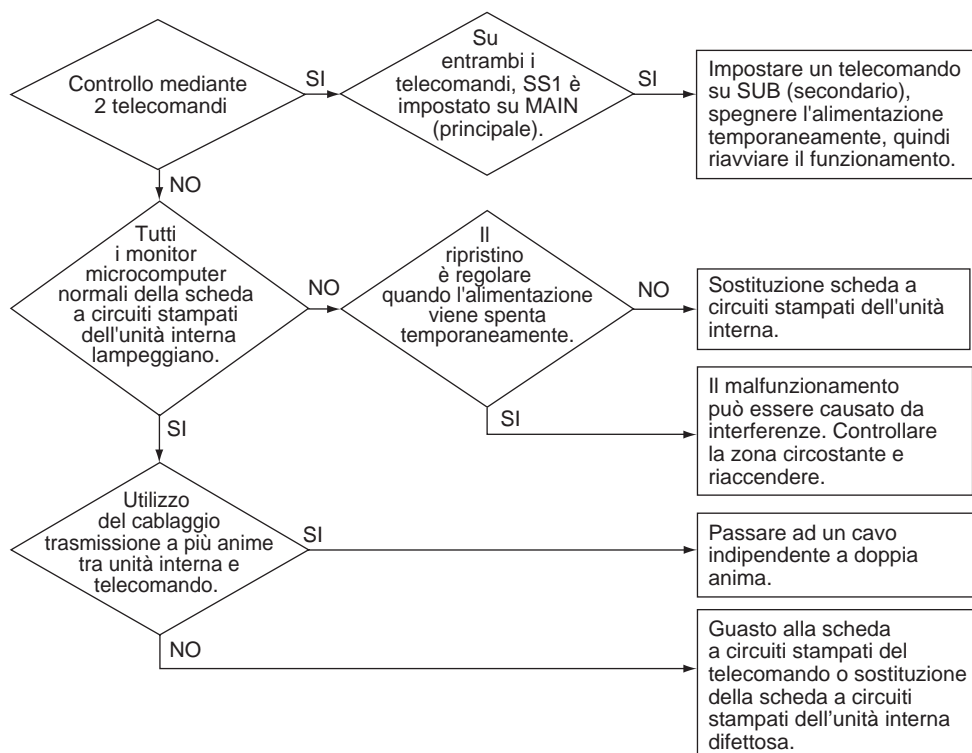 Controllo mediante
2 telecomandi
SI
Su
entrambi i
telecomandi, SS1 è
impostato su MAIN
(principale).
SI
Impostare un telecomando
su SUB (secondario),
spegnere l'alimentazione
temporaneamente, quindi
riavviare il funzionamento.
NO
Tutti
i monitor
microcomputer
normali della scheda
a circuiti stampati
dell'unità interna
lampeggiano.
NO
Il
ripristino
è regolare
quando l'alimentazione
viene spenta
temporaneamente.
NO
Sostituzione scheda a
circuiti stampati dell'unità
interna.
SI
Il malfunzionamento
può essere causato da
interferenze. Controllare
la zona circostante e
riaccendere.
SI
Utilizzo
del cablaggio
trasmissione a più anime
tra unità interna e
telecomando.
SI
Passare ad un cavo
indipendente a doppia
anima.
NO
Guasto alla scheda
a circuiti stampati del
telecomando o sostituzione
della scheda a circuiti
stampati dell’unità interna
difettosa.